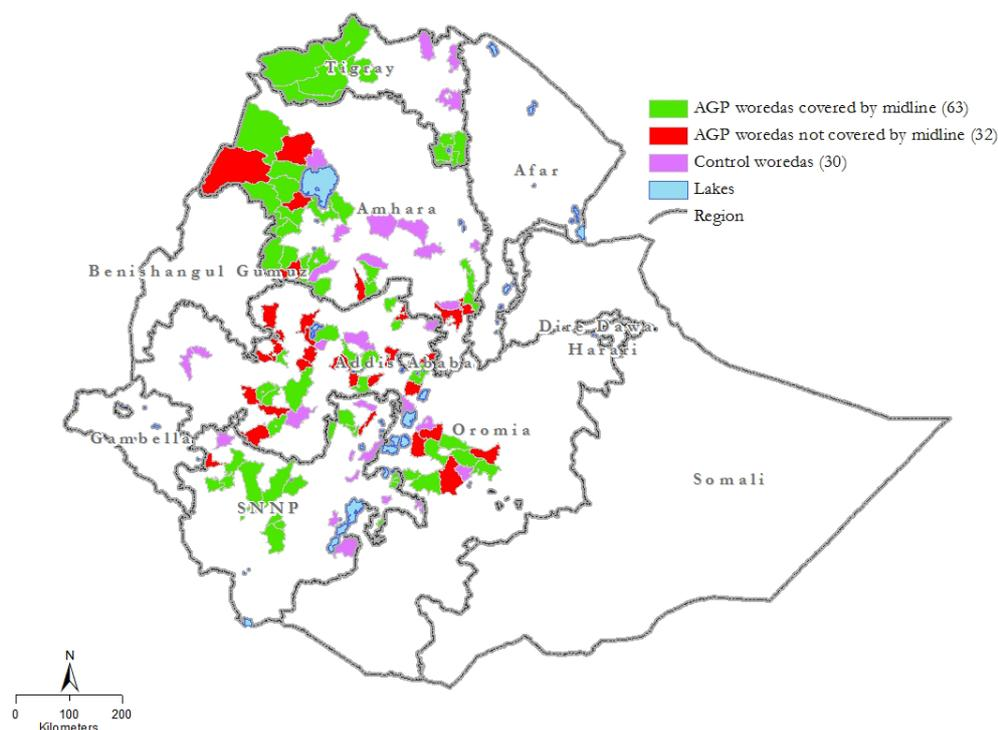 Tigray
AGP woredas covered by midline (63)
AGP woredas not covered by midline (32)
Control woredas (30)
Lakes
Region
Afar
Amhara
Benishangul Gumuz
Dire Dawa
Harari
Addis Ababa
Oromia
Gambella
Somali
SNNP
N
0 100 200
Kilometers